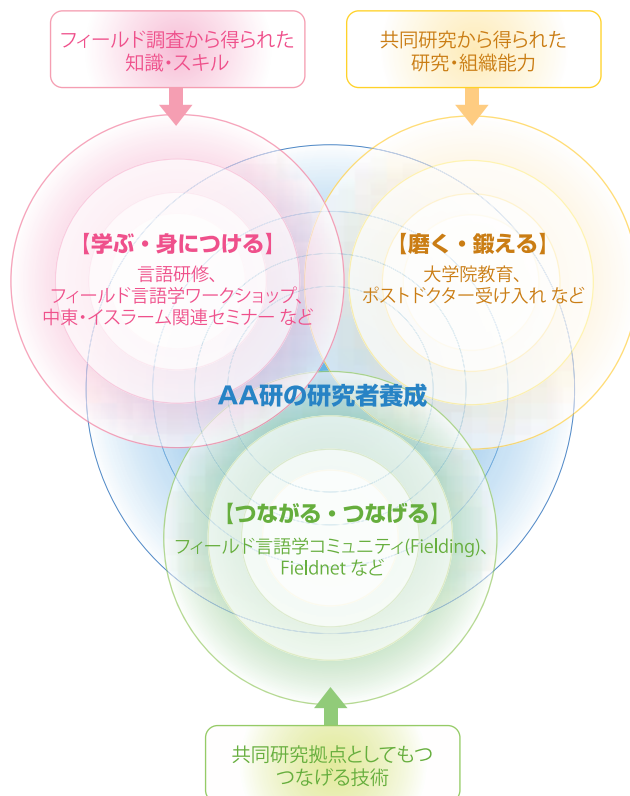 フィールド調査から得られた
知識・スキル
共同研究から得られた
研究・組織能力
【学ぶ・身につける】
言語研修、
フィールド言語学ワークショップ、
中東・イスラーム関連セミナー など
【磨く・鍛える】
大学院教育、
ポストドクター受け入れ など
AA研の研究者養成
【つながる・つなげる】
フィールド言語学コミュニティ(Fielding)、
Fieldnet など
共同研究拠点としてもつ
つなげる技術